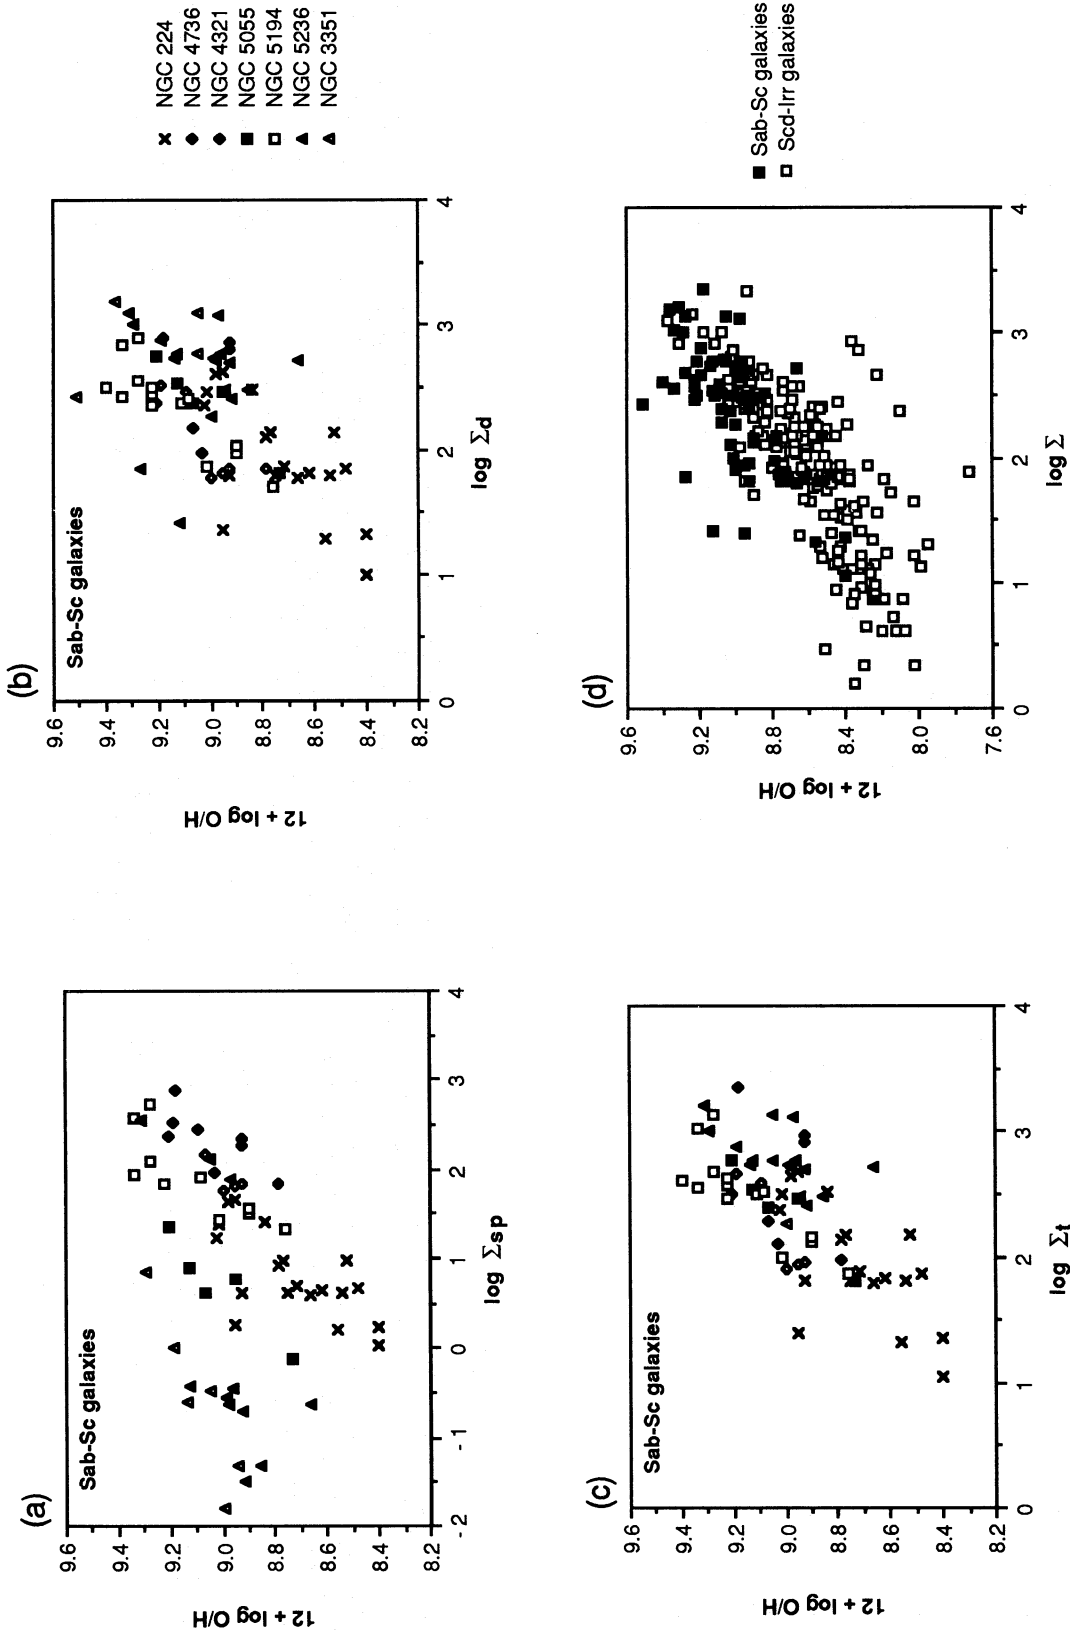 (a)
Sab-Sc galaxies
12 + log O/H
9.6
9.4
9.2
9.0
8.8
8.6
8.4
8.2
-2
-1
0
1
2
3
4
log Σsp
(b)
Sab-Sc galaxies
12 + log O/H
9.6
9.4
9.2
9.0
8.8
8.6
8.4
8.2
0
1
2
3
4
log Σd
NGC 224
NGC 4736
NGC 4321
NGC 5055
NGC 5194
NGC 5236
NGC 3351
(c)
Sab-Sc galaxies
12 + log O/H
9.6
9.4
9.2
9.0
8.8
8.6
8.4
8.2
0
1
2
3
4
log Σt
(d)
12 + log O/H
9.6
9.2
8.8
8.4
8.0
7.6
0
1
2
3
4
log Σ
Sab-Sc galaxies
Scd-Irr galaxies